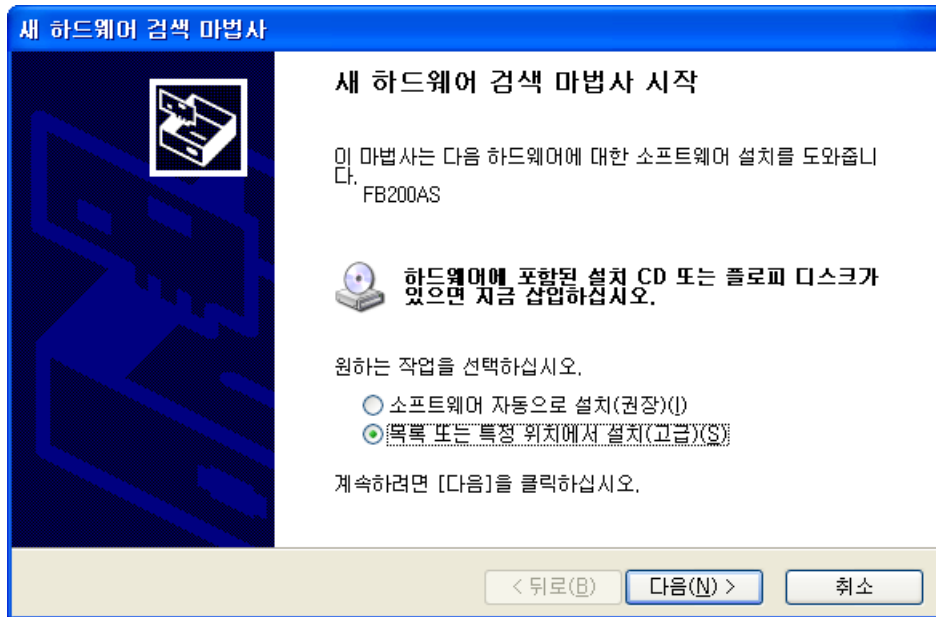 새 하드웨어 검색 마법사
새 하드웨어 검색 마법사 시작
이 마법사는 다음 하드웨어에 대한 소프트웨어 설치를 도와줍니
다.
FB200AS
하드웨어에 포함된 설치 CD 또는 플로피 디스크가
있으면 지금 삽입하십시오.
원하는 작업을 선택하십시오.
소프트웨어 자동으로 설치(권장)(I)
목록 또는 특정 위치에서 설치(고급)(S)
계속하려면 [다음]을 클릭하십시오.
< 뒤로(B) 다음(N) > 취소